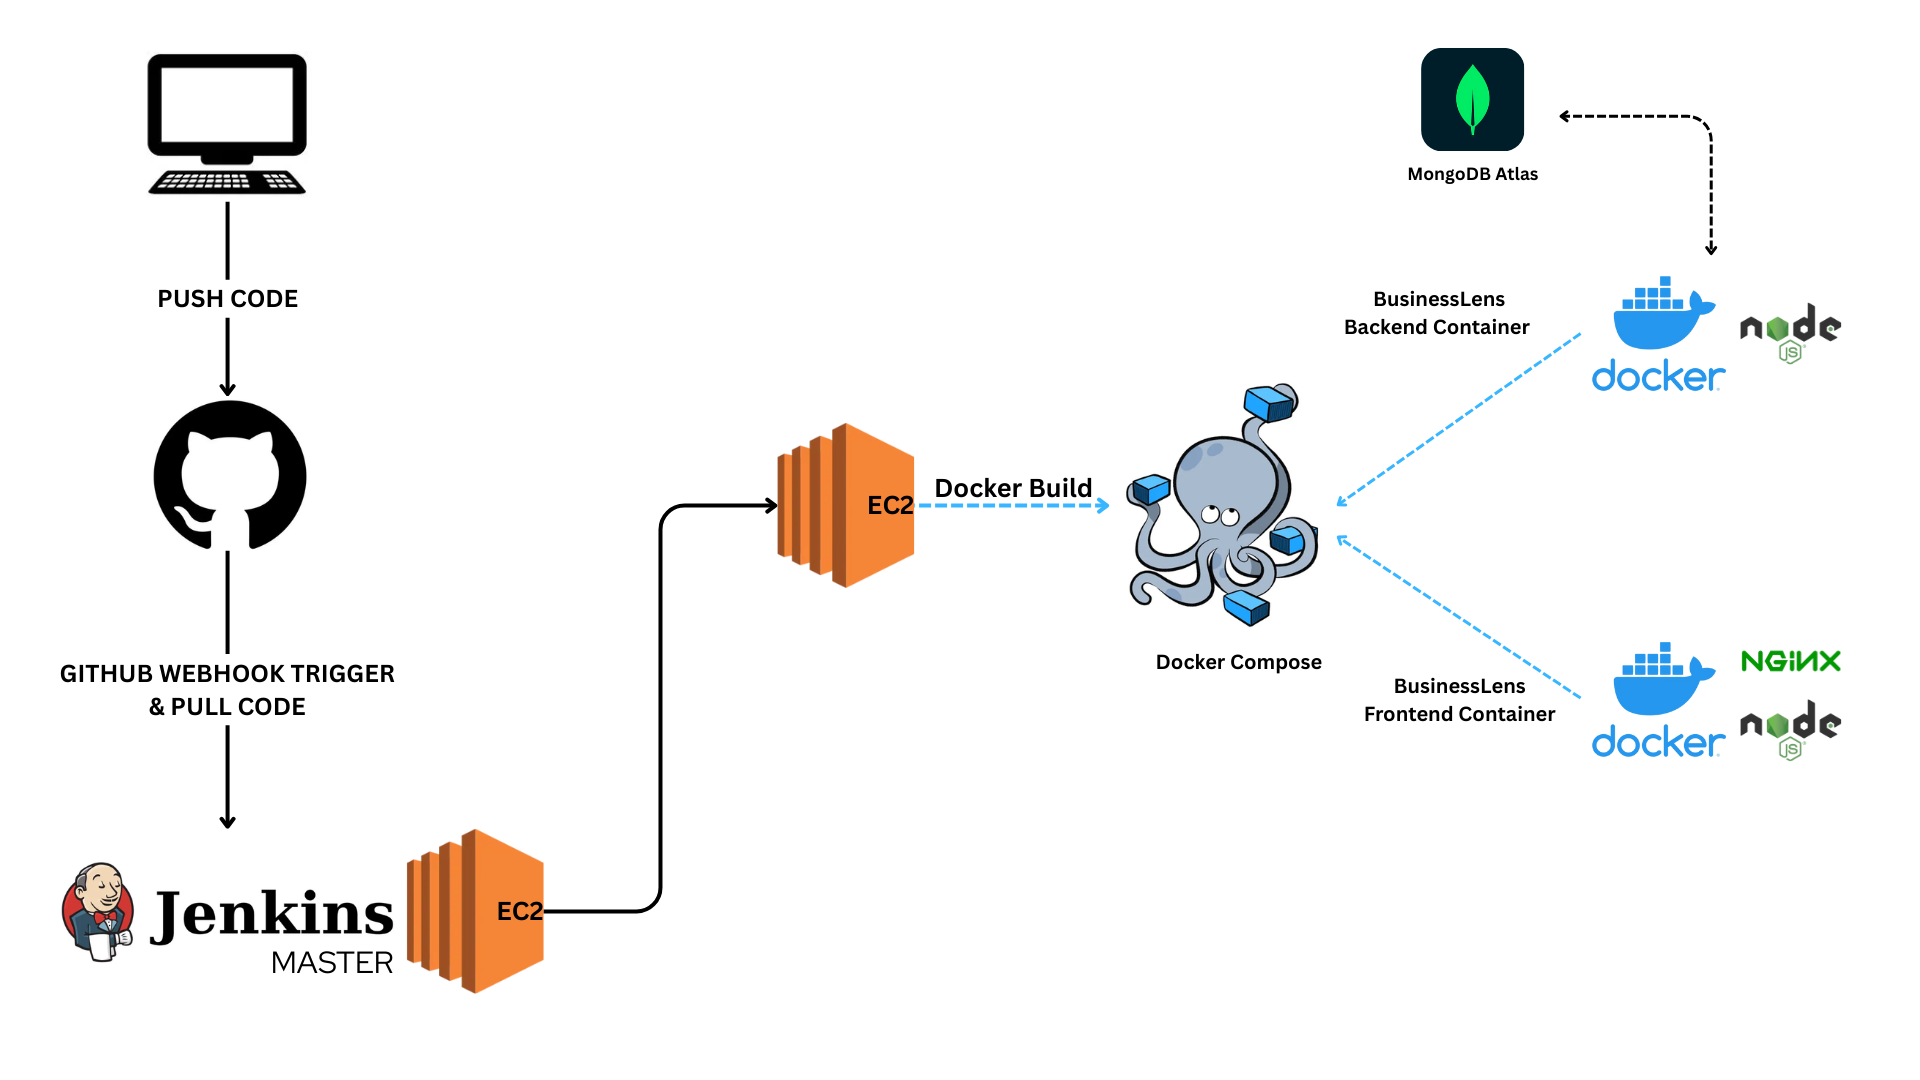 PUSH CODE
GITHUB WEBHOOK TRIGGER
& PULL CODE
Jenkins
MASTER
EC2
EC2
Docker Build
Docker Compose
MongoDB Atlas
BusinessLens
Backend Container
docker
node
JS
BusinessLens
Frontend Container
docker
NGINX
node
JS